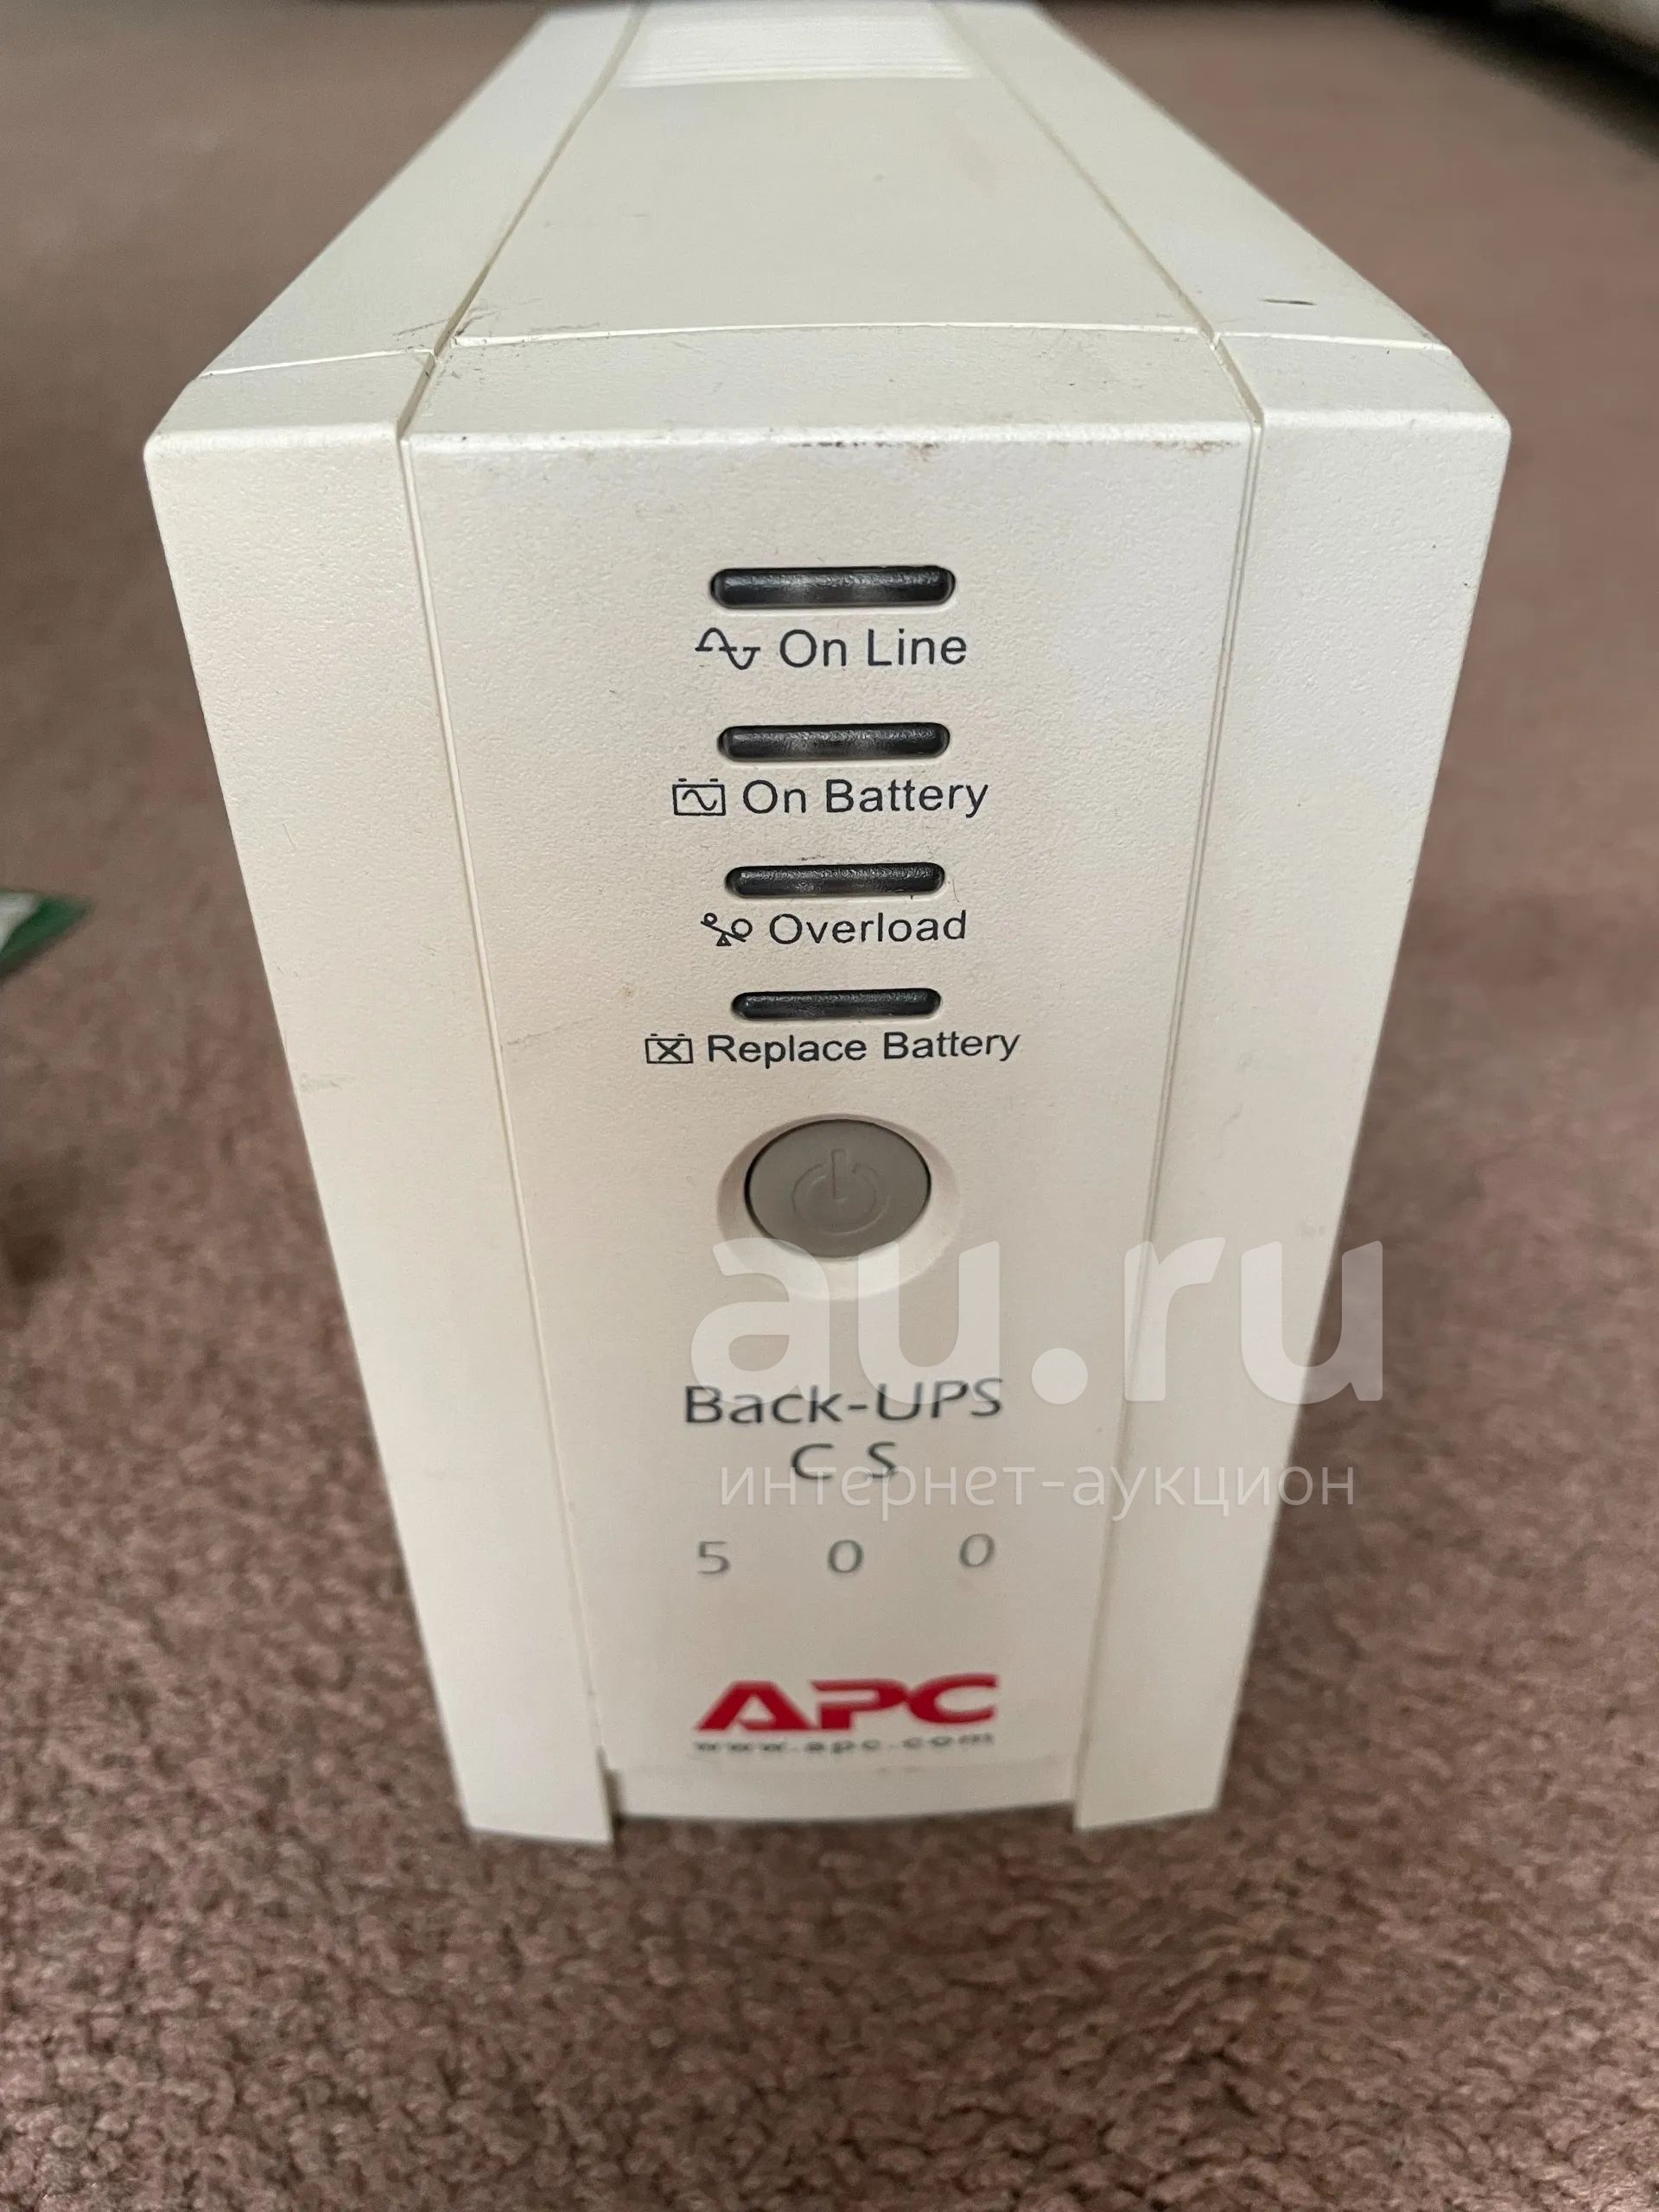 On Line
On Battery
Overload
Replace Battery
au.ru
Back-UPS
CS
интернет-аукцион
500
APC
www.apc.com